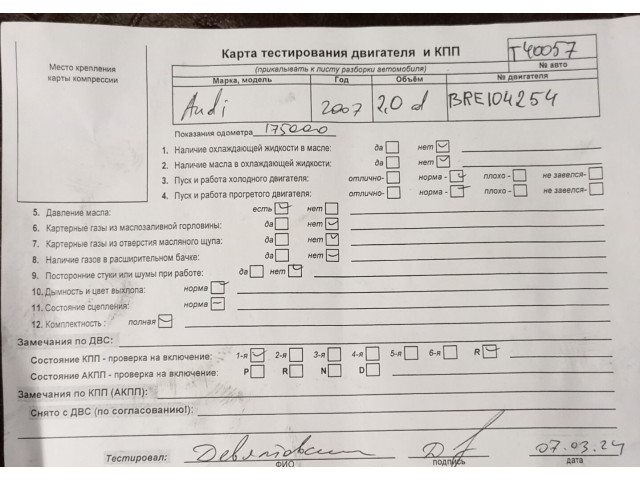 Место крепления
карты компрессии
Карта тестирования двигателя и КПП
(прикалывать к листу разборки автомобиля)
T40057
№ авто
Марка, модель Год Объём № двигателя
Audi 2007 2,0 d BRE104254
Показания одометра 175000
1. Наличие охлаждающей жидкости в масле: да нет
2. Наличие масла в охлаждающей жидкости: да нет
3. Пуск и работа холодного двигателя: отлично- норма - плохо - не завелся-
4. Пуск и работа прогретого двигателя: отлично- норма - плохо - не завелся-
5. Давление масла: есть нет
6. Картерные газы из маслозаливной горловины: да нет
7. Картерные газы из отверстия масляного щупа: да нет
8. Наличие газов в расширительном бачке: да нет
9. Посторонние стуки или шумы при работе: да нет
10. Дымность и цвет выхлопа: норма
11. Состояние сцепления: норма
12. Комплектность : полная
Замечания по ДВС:
Состояние КПП - проверка на включение: 1-я 2-я 3-я 4-я 5-я 6-я R
Состояние АКПП - проверка на включение: P R N D
Замечания по КПП (АКПП):
Снято с ДВС (по согласованию!):
Тестировал: 07.03.24
ФИО подпись дата